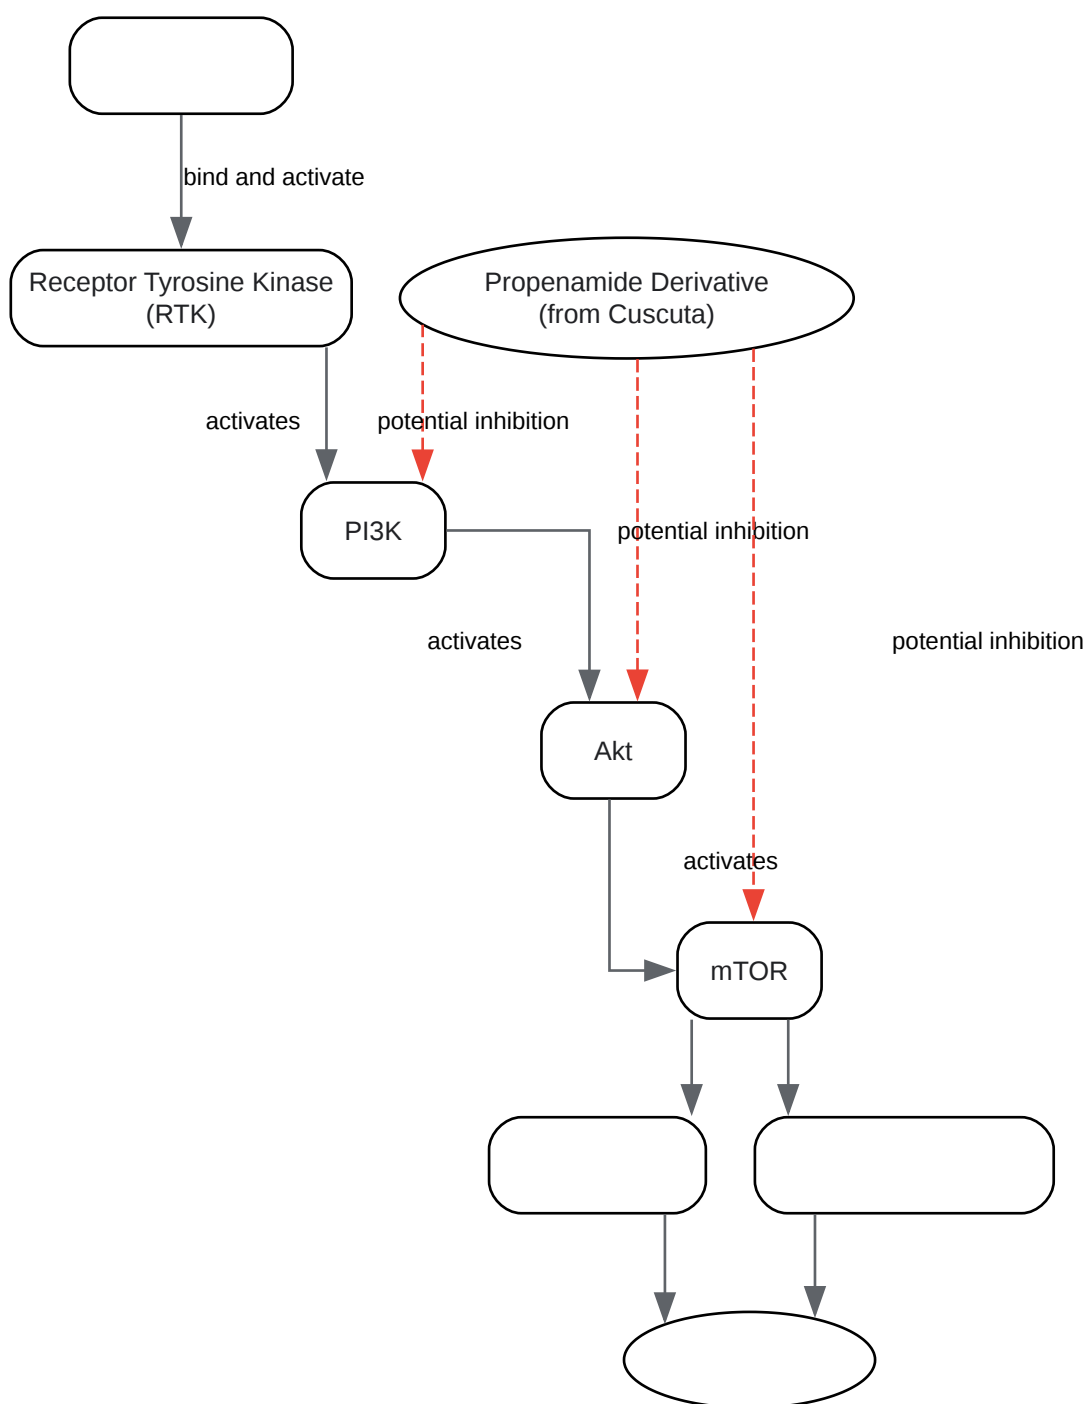 bind and activate
Receptor Tyrosine Kinase
(RTK)
Propenamide Derivative
(from Cuscuta)
activates
potential inhibition
PI3K
potential inhibition
activates
potential inhibition
Akt
activates
mTOR